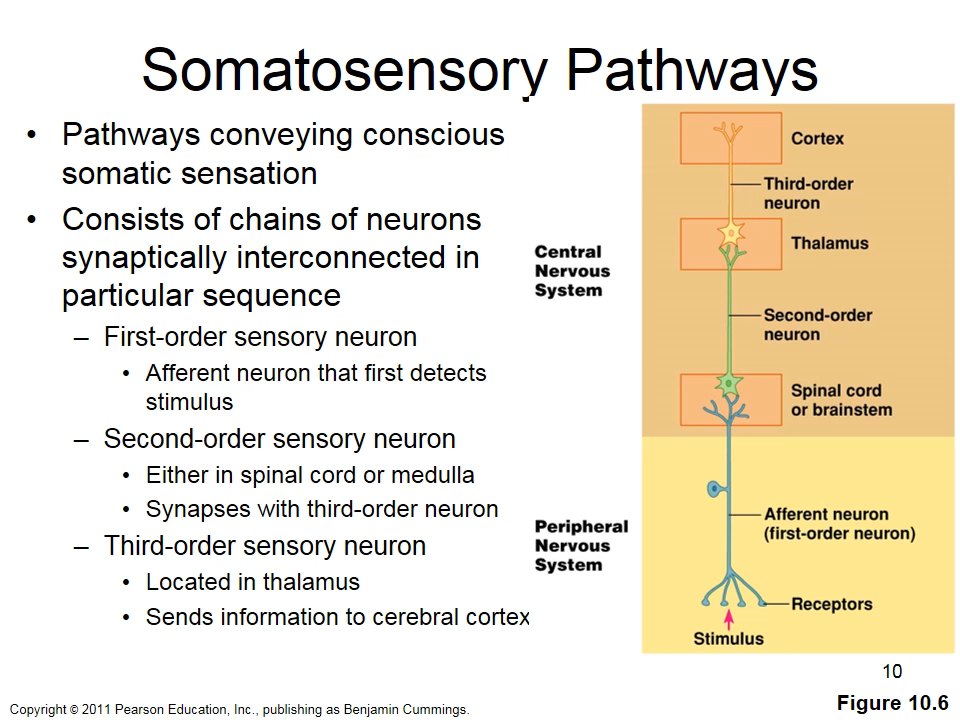 Somatosensory Pathways
• Pathways conveying conscious
somatic sensation
• Consists of chains of neurons
synaptically interconnected in
particular sequence
– First-order sensory neuron
• Afferent neuron that first detects
stimulus
– Second-order sensory neuron
• Either in spinal cord or medulla
• Synapses with third-order neuron
– Third-order sensory neuron
• Located in thalamus
• Sends information to cerebral cortex
Central
Nervous
System
Peripheral
Nervous
System
Cortex
Third-order
neuron
Thalamus
Second-order
neuron
Spinal cord
or brainstem
Afferent neuron
(first-order neuron)
Receptors
Stimulus
10
Figure 10.6
Copyright © 2011 Pearson Education, Inc., publishing as Benjamin Cummings.